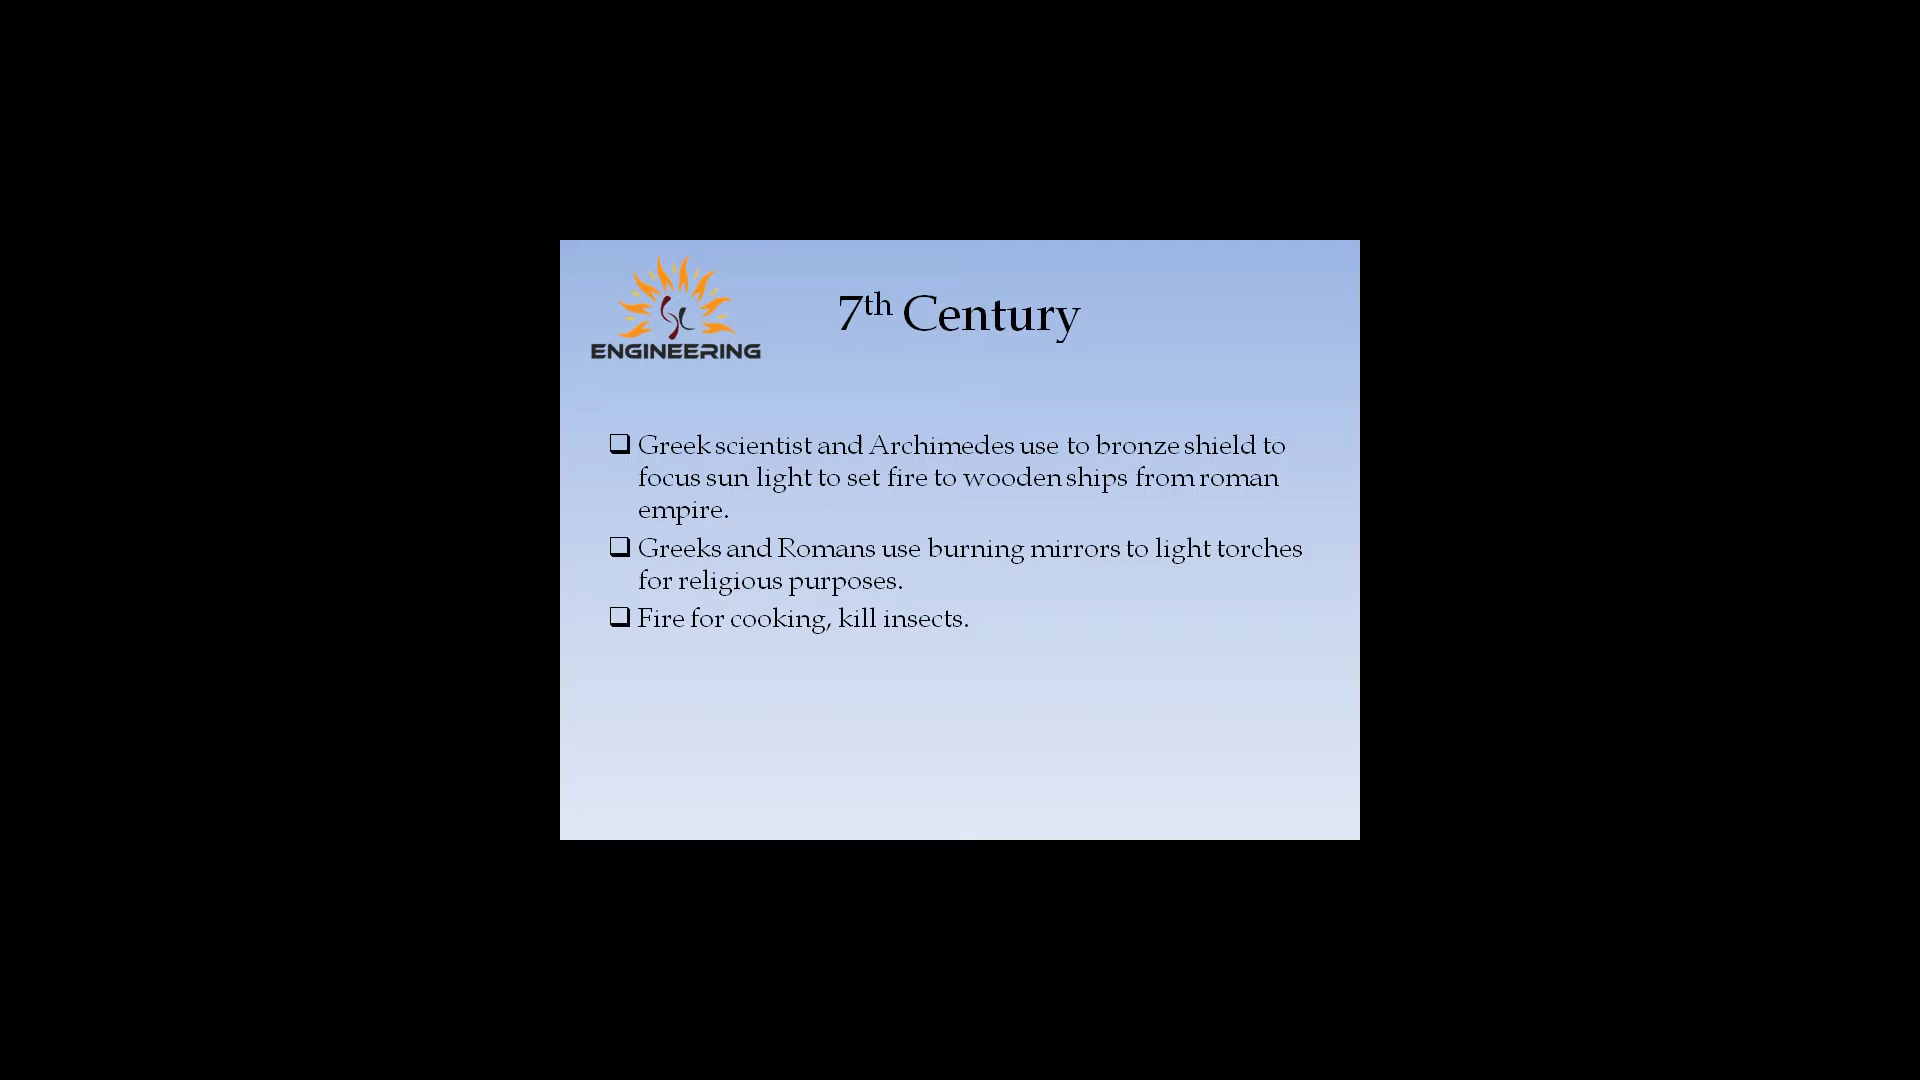 ENGINEERING
7th Century
Greek scientist and Archimedes use to bronze shield to
focus sun light to set fire to wooden ships from roman
empire.
Greeks and Romans use burning mirrors to light torches
for religious purposes.
Fire for cooking, kill insects.